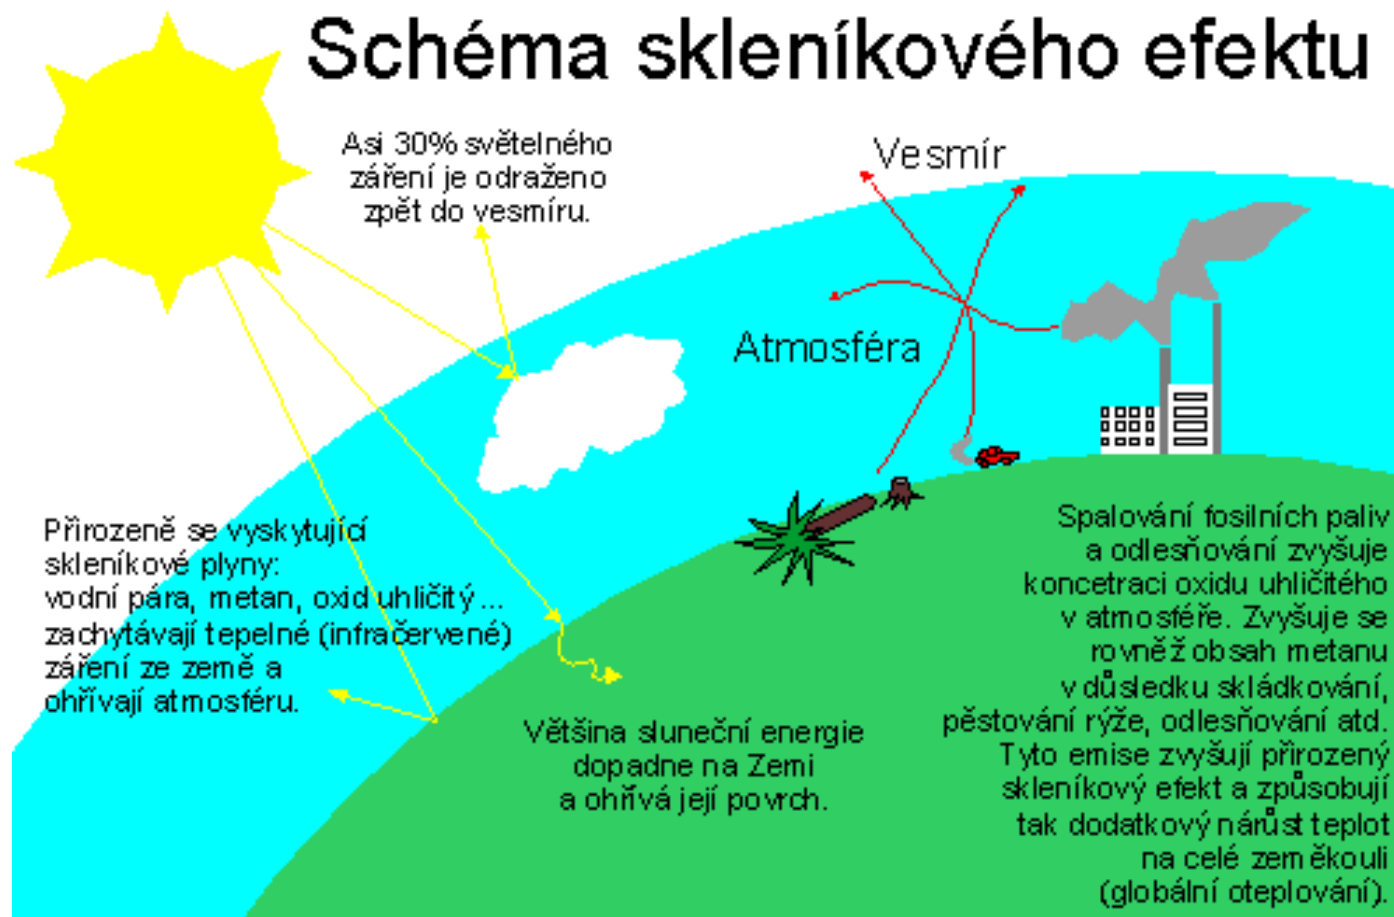 Schéma skleníkového efektu
Asi 30% světelného
záření je odraženo
zpět do vesmíru.
Vesmír
Atmosféra
Přirozeně se vyskytující
skleníkové plyny:
vodní pára, metan, oxid uhličitý ...
zachytávají tepelné (infračervené)
záření ze země a
ohřívají atmosféru.
Většina sluneční energie
dopadne na Zemi
a ohřívá její povrch.
Spalování fosilních paliv
a odlesňování zvyšuje
koncetraci oxidu uhličitého
v atmosféře. Zvyšuje se
rovněž obsah metanu
v důsledku skládkování,
pěstování rýže, odlesňování atd.
Tyto emise zvyšují přirozený
skleníkový efekt a způsobují
tak dodatkový nárůst teplot
na celé zeměkouli
(globální oteplování).